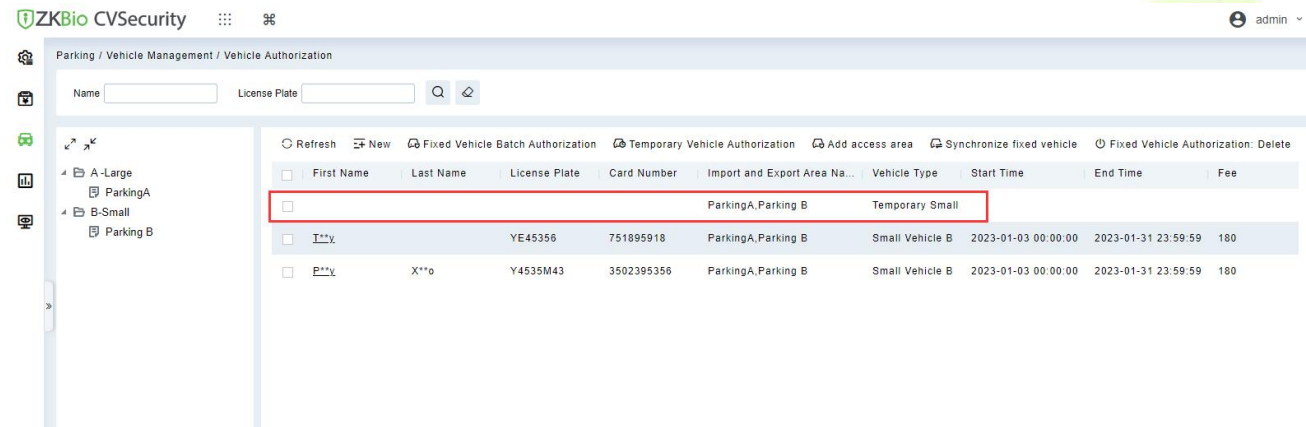 ZKBio CVSecurity admin
Parking / Vehicle Management / Vehicle Authorization
Name License Plate
Refresh New Fixed Vehicle Batch Authorization Temporary Vehicle Authorization Add access area Synchronize fixed vehicle Fixed Vehicle Authorization: Delete
A-Large
ParkingA
B-Small
Parking B
First Name Last Name License Plate Card Number Import and Export Area Na... Vehicle Type Start Time End Time Fee
ParkingA,Parking B Temporary Small
T**y YE45356 751895918 ParkingA,Parking B Small Vehicle B 2023-01-03 00:00:00 2023-01-31 23:59:59 180
P**y X**o Y4535M43 3502395356 ParkingA,Parking B Small Vehicle B 2023-01-03 00:00:00 2023-01-31 23:59:59 180